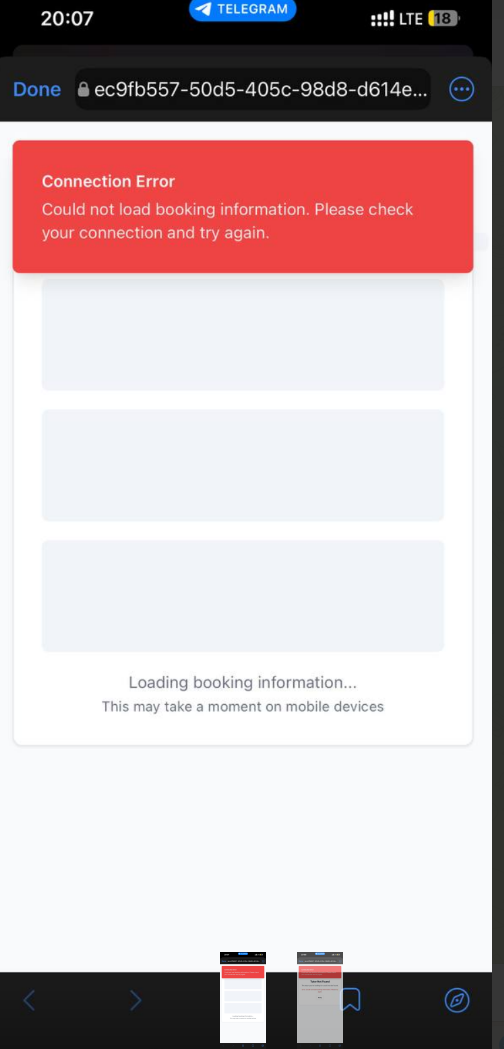 20:07
TELEGRAM
LTE
18
Done
ec9fb557-50d5-405c-98d8-d614e...
Connection Error
Could not load booking information. Please check
your connection and try again.
Loading booking information...
This may take a moment on mobile devices